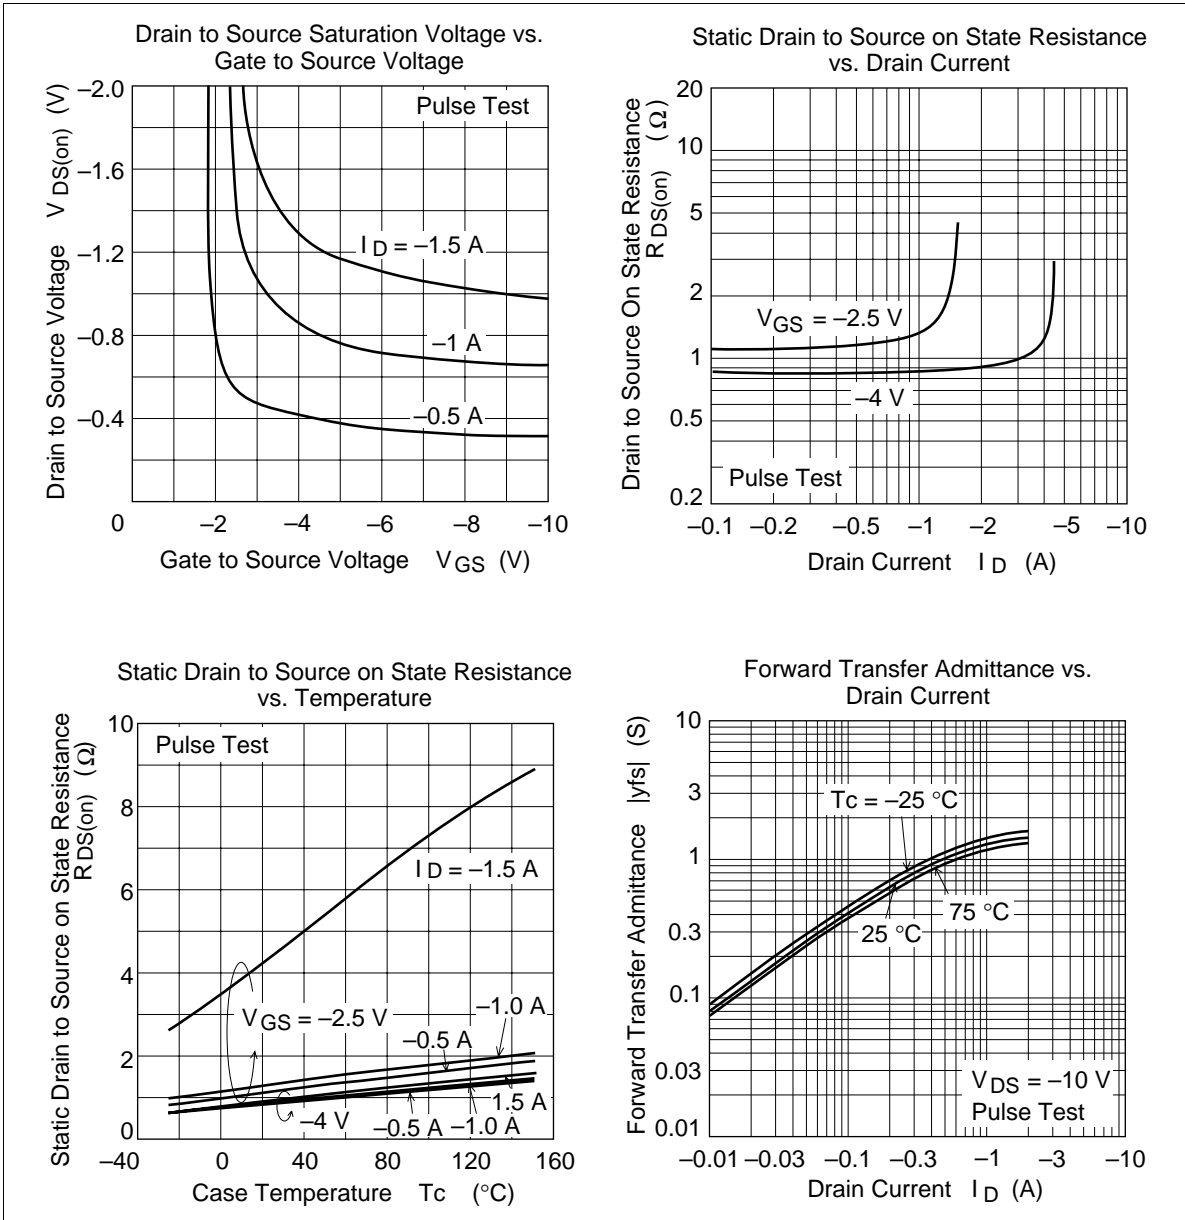 Drain to Source Saturation Voltage vs.
Gate to Source Voltage
Drain to Source Voltage V DS(on) (V)
–2.0
–1.6
–1.2
–0.8
–0.4
0
Pulse Test
I D = –1.5 A
–1 A
–0.5 A
–2 –4 –6 –8 –10
Gate to Source Voltage V GS (V)
Static Drain to Source on State Resistance
vs. Drain Current
Drain to Source On State Resistance
R DS(on) ( Ω )
20
10
5
2
1
0.5
0.2
V GS = –2.5 V
–4 V
Pulse Test
–0.1 –0.2 –0.5 –1 –2 –5 –10
Drain Current I D (A)
Static Drain to Source on State Resistance
vs. Temperature
Static Drain to Source on State Resistance
R DS(on) ( Ω )
10
8
6
4
2
0
Pulse Test
I D = –1.5 A
V GS = –2.5 V
–1.0 A
–0.5 A
–4 V
–0.5 A
–1.0 A
1.5 A
–40 0 40 80 120 160
Case Temperature Tc (°C)
Forward Transfer Admittance vs.
Drain Current
Forward Transfer Admittance |yfs| (S)
10
3
1
0.3
0.1
0.03
0.01
Tc = –25 °C
75 °C
25 °C
V DS = –10 V
Pulse Test
–0.01 –0.03 –0.1 –0.3 –1 –3 –10
Drain Current I D (A)